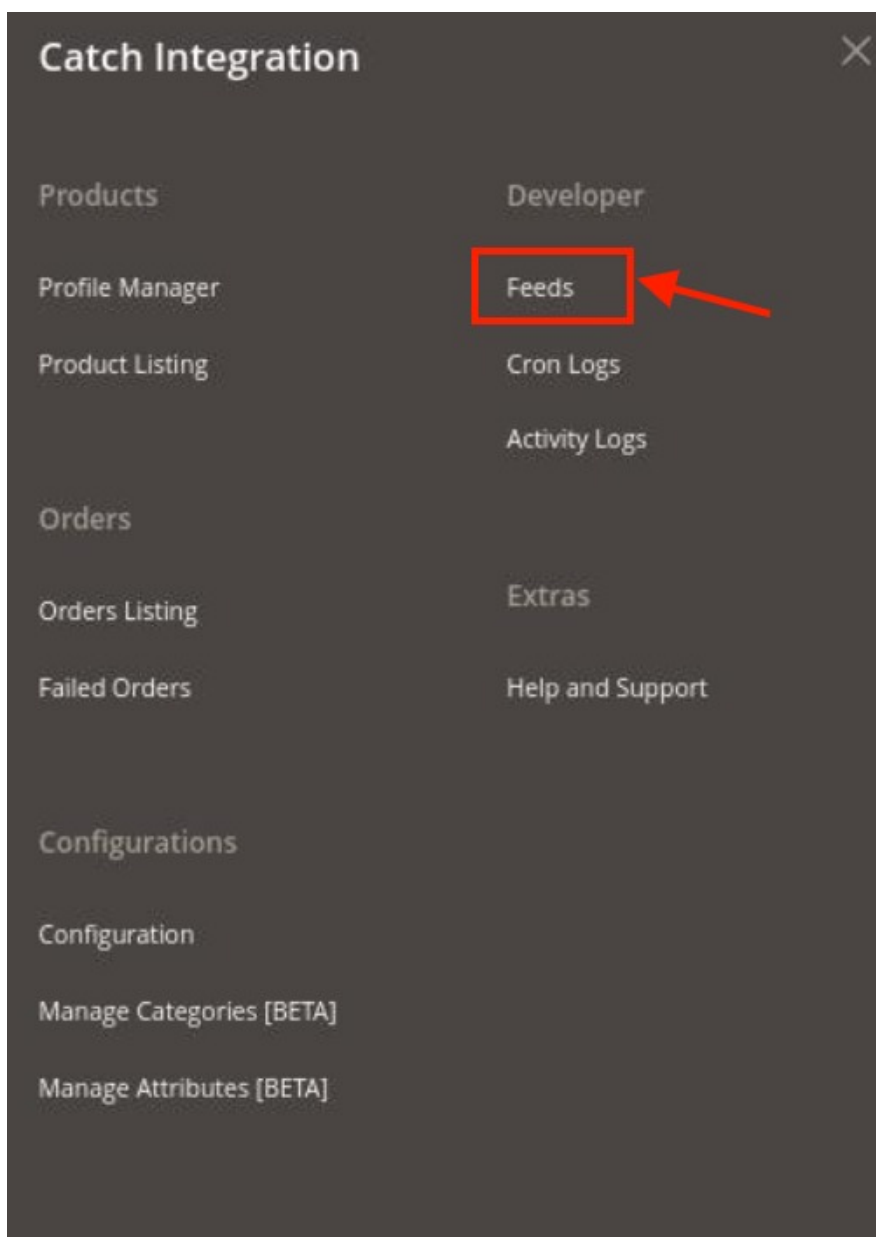 Catch Integration
Products
Profile Manager
Product Listing
Orders
Orders Listing
Failed Orders
Configurations
Configuration
Manage Categories [BETA]
Manage Attributes [BETA]
Developer
Feeds
Cron Logs
Activity Logs
Extras
Help and Support